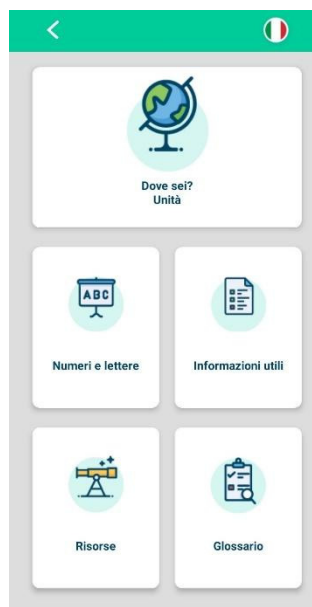 Dove sei?
Unità
ABC
Numeri e lettere
Informazioni utili
Risorse
Glossario